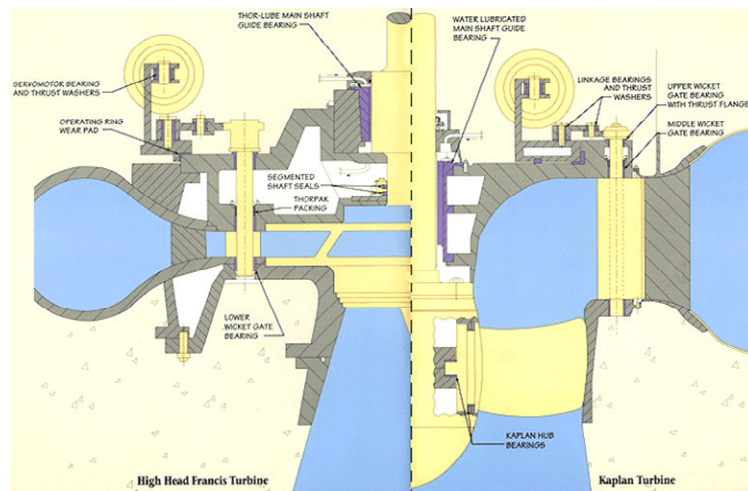 THOR-LUBE MAIN SHAFT
GUIDE BEARING
WATER LUBRICATED
MAIN SHAFT GUIDE
BEARING
SERVOMOTOR BEARING
AND THRUST WASHERS
LINKAGE BEARINGS
AND THRUST
WASHERS
UPPER WICKET
GATE BEARING
WITH THRUST FLANGE
OPERATING RING
WEAR PAD
MIDDLE WICKET
GATE BEARING
SEGMENTED
SHAFT SEALS
THORPAK
PACKING
LOWER
WICKET GATE
BEARING
KAPLAN HUB
BEARINGS
High Head Francis Turbine
Kaplan Turbine